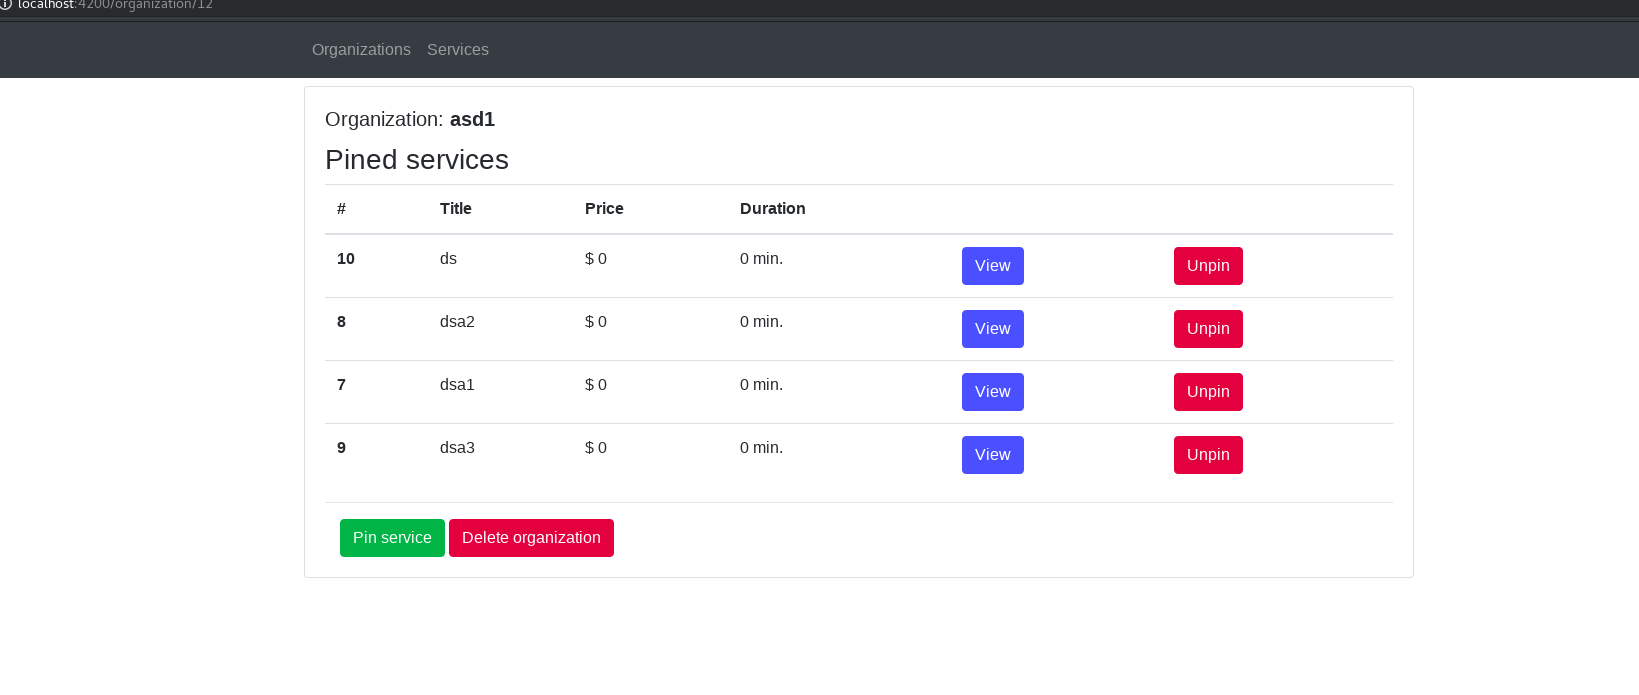 localhost:4200/organization/12
Organizations Services
Organization: asd1
Pined services
# Title Price Duration
10 ds $ 0 0 min. View Unpin
8 dsa2 $ 0 0 min. View Unpin
7 dsa1 $ 0 0 min. View Unpin
9 dsa3 $ 0 0 min. View Unpin
Pin service Delete organization